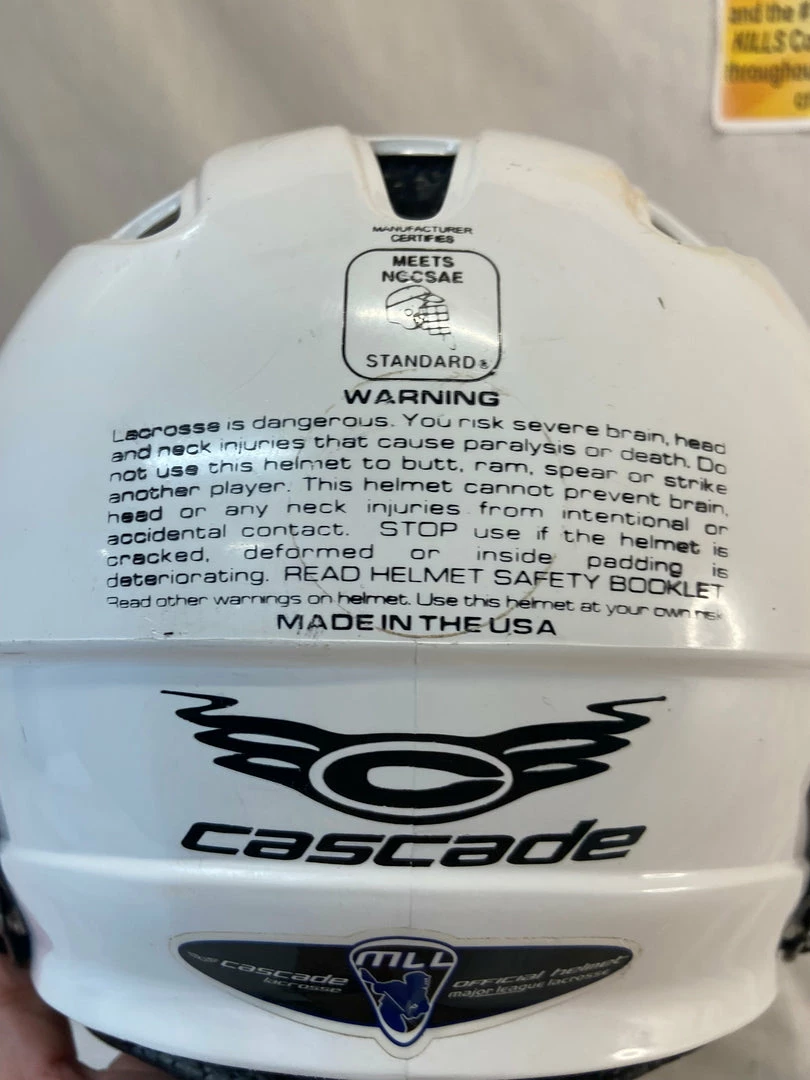 and the
KILLS
throughou
MANUFACTURER
CERTIFIES
MEETS
NOCSAE
STANDARD®
WARNING
Lacrosse is dangerous. You risk severe brain, head
and neck injuries that cause paralysis or death. Do
not use this helmet to butt, ram, spear or strike
another player. This helmet cannot prevent brain,
head or any neck injuries from intentional or
accidental contact. STOP use if the helmet is
cracked, deformed or inside padding is
deteriorating. READ HELMET SAFETY BOOKLET
Read other warnings on helmet. Use this helmet at your own risk
MADE IN THE USA
C
cascade
cascade
lacrosse
MLL
OFFICIAL helmet
major league lacrosse